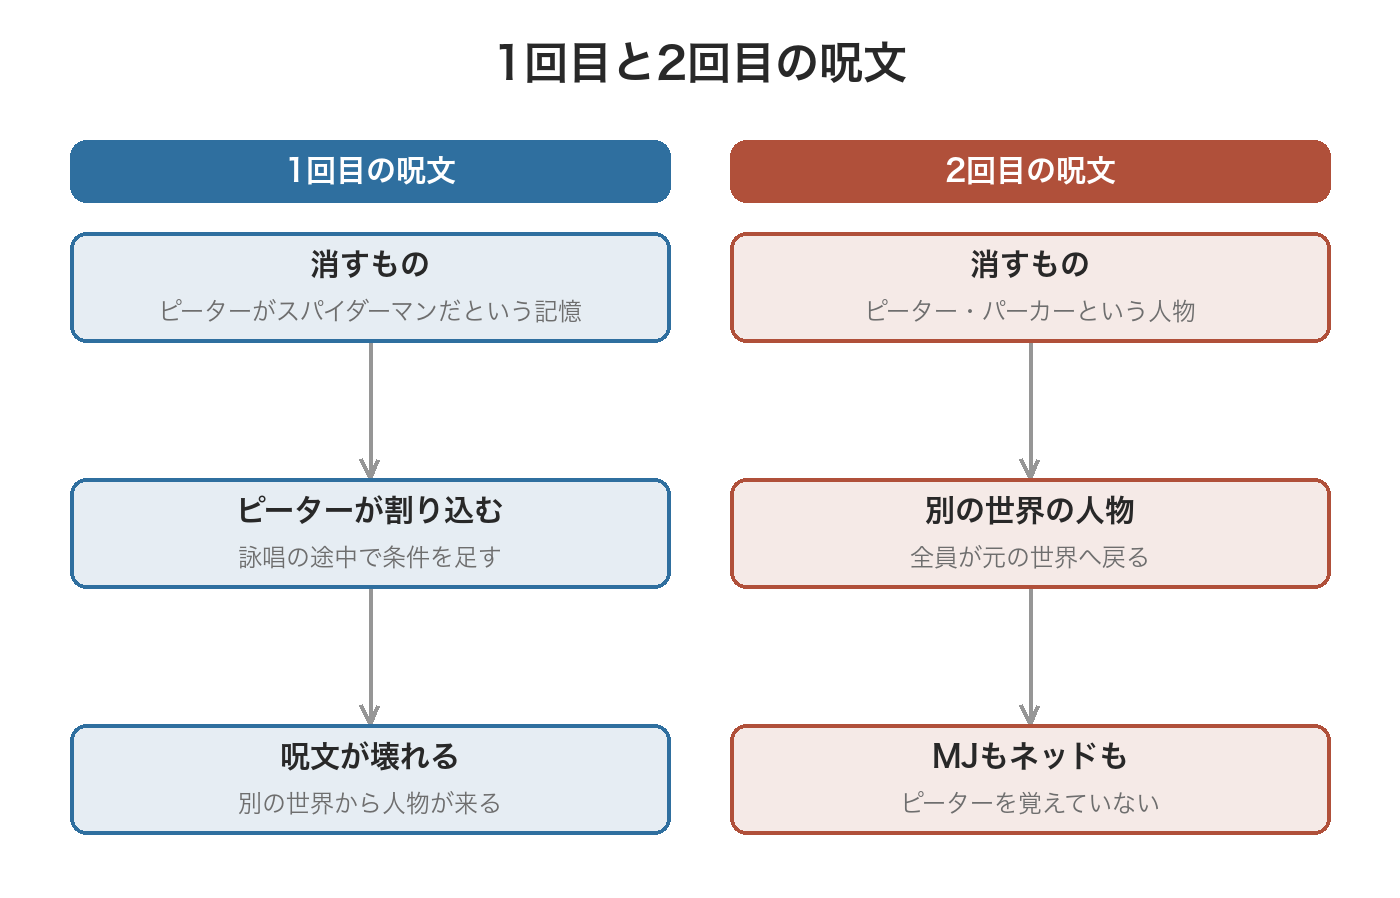 1回目と2回目の呪文
1回目の呪文
消すもの
ピーターがスパイダーマンだという記憶
ピーターが割り込む
詠唱の途中で条件を足す
呪文が壊れる
別の世界から人物が来る
2回目の呪文
消すもの
ピーター・パーカーという人物
別の世界の人物
全員が元の世界へ戻る
MJもネッドも
ピーターを覚えていない